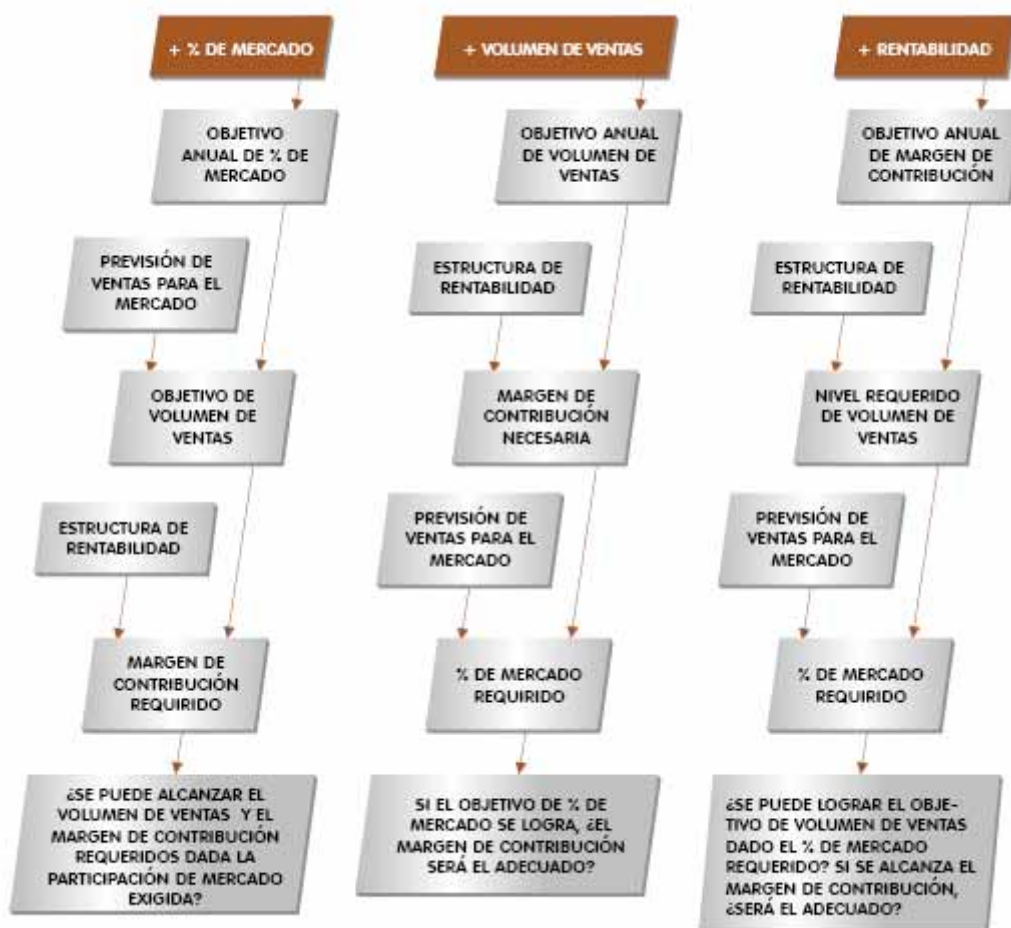 + % DE MERCADO
OBJETIVO
ANUAL DE % DE
MERCADO
PREVISIÓN DE
VENTAS PARA EL
MERCADO
OBJETIVO DE
VOLUMEN DE
VENTAS
ESTRUCTURA DE
RENTABILIDAD
MARGEN DE
CONTRIBUCIÓN
REQUIRIDO
¿SE PUEDE ALCANZAR EL
VOLUMEN DE VENTAS Y EL
MARGEN DE CONTRIBUCIÓN
REQUERIDOS DADA LA
PARTICIPACIÓN DE MERCADO
EXIGIDA?
+ VOLUMEN DE VENTAS
OBJETIVO ANUAL
DE VOLUMEN DE
VENTAS
ESTRUCTURA DE
RENTABILIDAD
MARGEN DE
CONTRIBUCIÓN
NECESARIA
PREVISIÓN DE
VENTAS PARA EL
MERCADO
% DE MERCADO
REQUIRIDO
SI EL OBJETIVO DE % DE
MERCADO SE LOGRA, ¿EL
MARGEN DE CONTRIBUCIÓN
SERÁ EL ADECUADO?
+ RENTABILIDAD
OBJETIVO ANUAL
DE MARGEN DE
CONTRIBUCIÓN
ESTRUCTURA DE
RENTABILIDAD
NIVEL REQUERIDO
DE VOLUMEN DE
VENTAS
PREVISIÓN DE
VENTAS PARA EL
MERCADO
% DE MERCADO
REQUIRIDO
¿SE PUEDE LOGRAR EL OBJE-
TIVO DE VOLUMEN DE VENTAS
DADO EL % DE MERCADO
REQUERIDO? SI SE ALCANZA EL
MARGEN DE CONTRIBUCIÓN,
¿SERÁ EL ADECUADO?